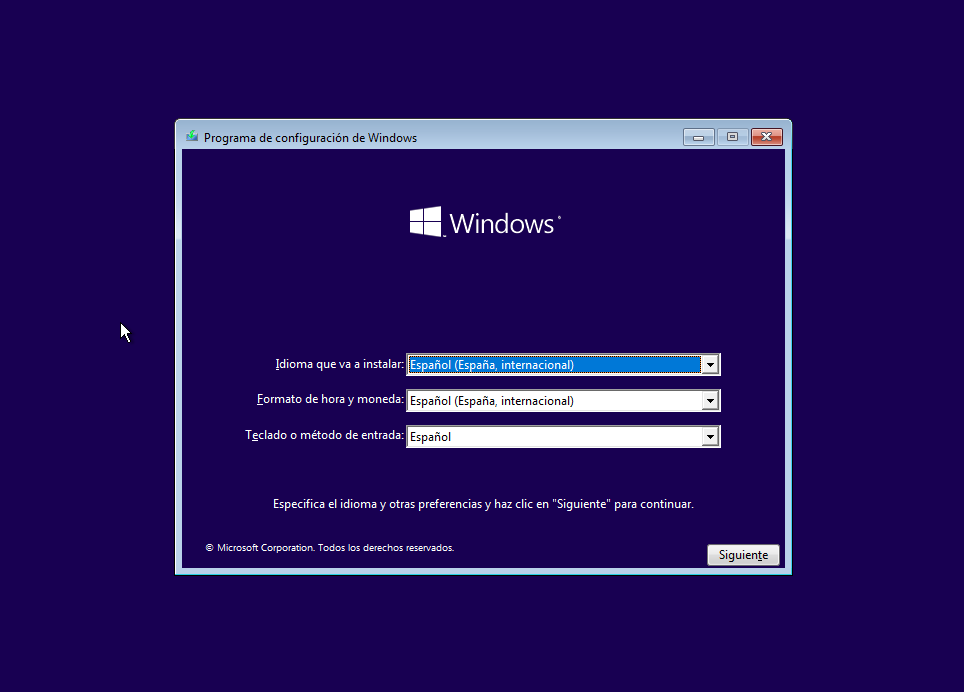 Programa de configuración de Windows
Windows
Idioma que va a instalar: Español (España, internacional)
Formato de hora y moneda: Español (España, internacional)
Teclado o método de entrada: Español
Especifica el idioma y otras preferencias y haz clic en "Siguiente" para continuar.
© Microsoft Corporation. Todos los derechos reservados.
Siguiente